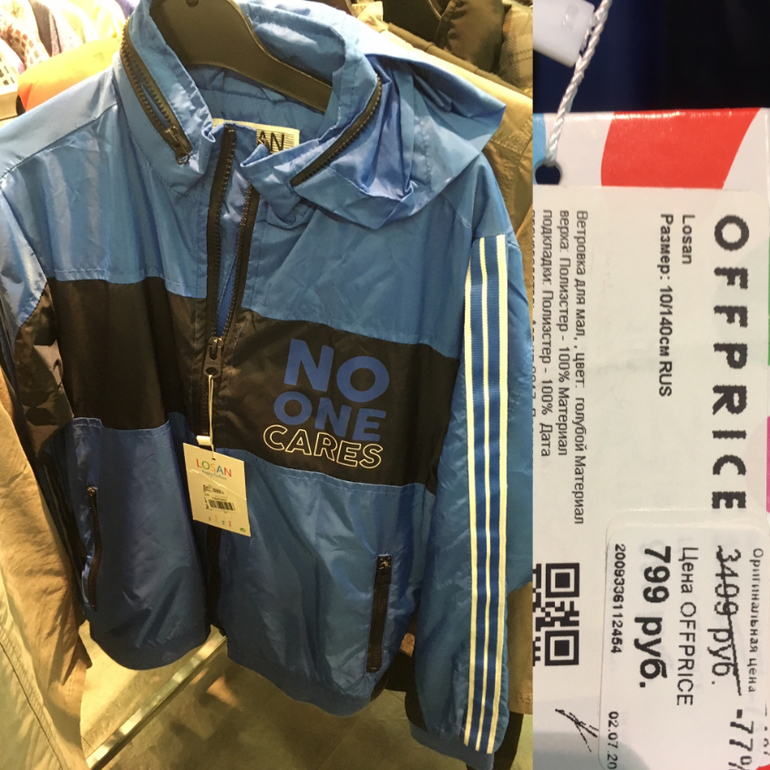 NO
ONE
CARES
LOSAN
OFFPRICE
Losan
Размер: 10/140см RUS
Ветровка для мал, , цвет: голубой Материал
верха: Полиэстер - 100% Материал
подкладки: Полиэстер - 100% Дата
Оригинальная цена
3499 руб. -77%
Цена OFFPRICE
799 руб.
2009336112454 02.07.20